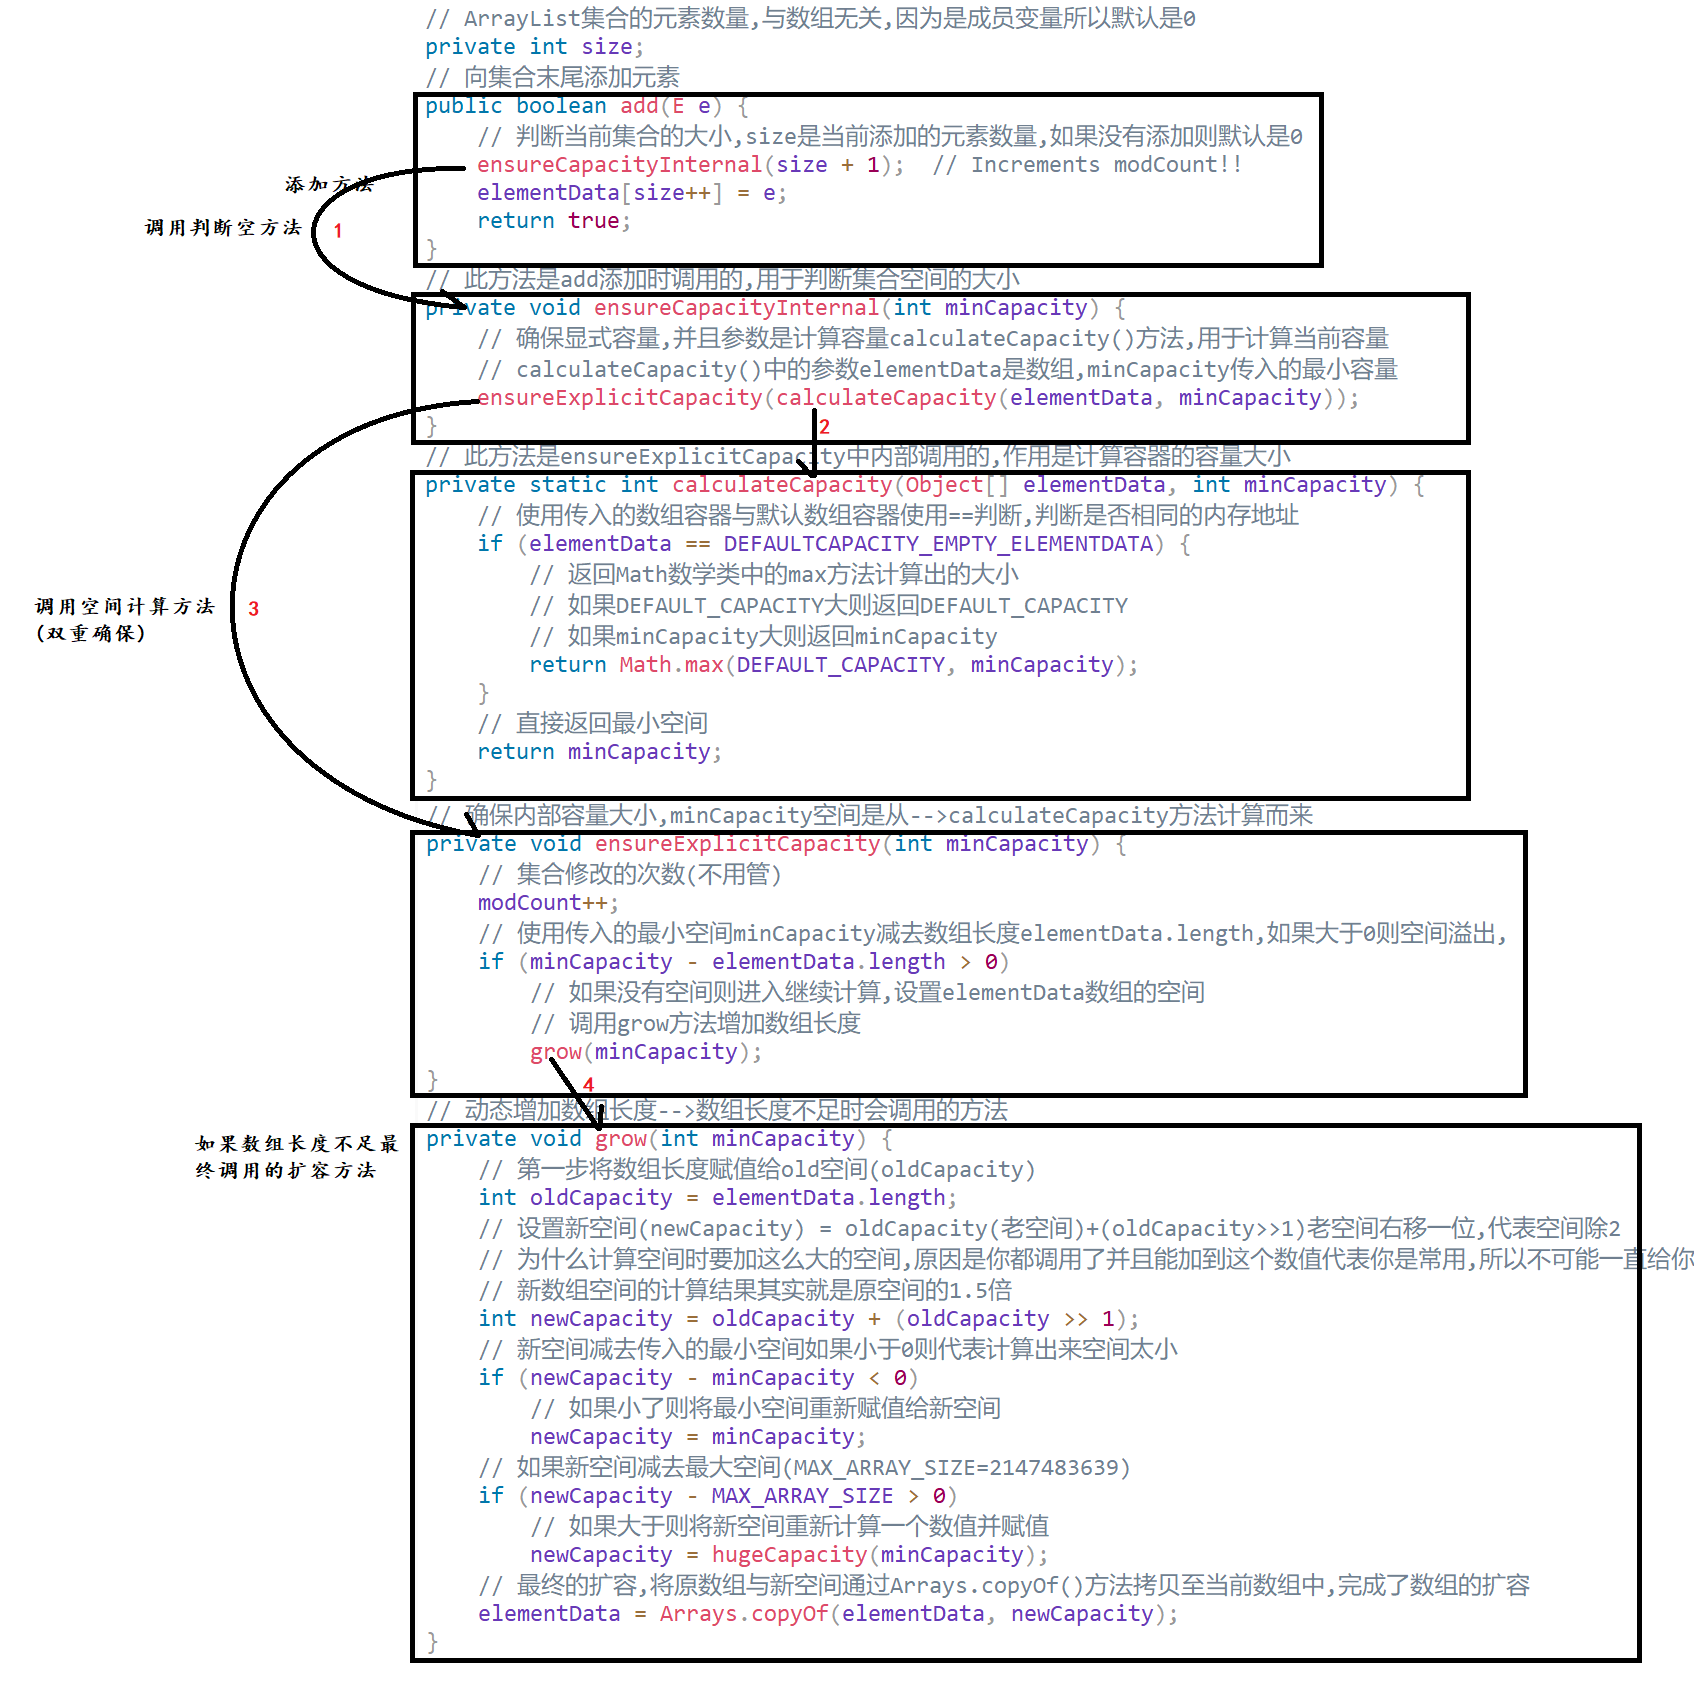 // ArrayList集合的元素数量,与数组无关,因为是成员变量所以默认是0
private int size;
// 向集合末尾添加元素
public boolean add(E e) {
// 判断当前集合的大小,size是当前添加的元素数量,如果没有添加则默认是0
ensureCapacityInternal(size + 1);  // Increments modCount!!
添加方法
elementData[size++] = e;
return true;
调用判断空方法
1
}
// 此方法是add添加时调用的,用于判断集合空间的大小
private void ensureCapacityInternal(int minCapacity) {
// 确保显式容量,并且参数是计算容量calculateCapacity()方法,用于计算当前容量
// calculateCapacity()中的参数elementData是数组,minCapacity传入的最小容量
ensureExplicitCapacity(calculateCapacity(elementData, minCapacity));
}
2
// 此方法是ensureExplicitCapacity中内部调用的,作用是计算容器的容量大小
private static int calculateCapacity(Object[] elementData, int minCapacity) {
// 使用传入的数组容器与默认数组容器使用==判断,判断是否相同的内存地址
if (elementData == DEFAULTCAPACITY_EMPTY_ELEMENTDATA) {
// 返回Math数学类中的max方法计算出的大小
// 如果DEFAULT_CAPACITY大则返回DEFAULT_CAPACITY
// 如果minCapacity大则返回minCapacity
return Math.max(DEFAULT_CAPACITY, minCapacity);
调用空间计算方法
(双重确保)
3
}
// 直接返回最小空间
return minCapacity;
}
// 确保内部容量大小,minCapacity空间是从-->calculateCapacity方法计算而来
private void ensureExplicitCapacity(int minCapacity) {
// 集合修改的次数(不用管)
modCount++;
// 使用传入的最小空间minCapacity减去数组长度elementData.length,如果大于0则空间溢出,
if (minCapacity - elementData.length > 0)
// 如果没有空间则进入继续计算,设置elementData数组的空间
// 调用grow方法增加数组长度
grow(minCapacity);
}
4
// 动态增加数组长度-->数组长度不足时会调用的方法
private void grow(int minCapacity) {
如果数组长度不足最
终调用的扩容方法
// 第一步将数组长度赋值给old空间(oldCapacity)
int oldCapacity = elementData.length;
// 设置新空间(newCapacity) = oldCapacity(老空间)+(oldCapacity>>1)老空间右移一位,代表空间除2
// 为什么计算空间时要加这么大的空间,原因是你都调用了并且能加到这个数值代表你是常用,所以不可能一直给你
// 新数组空间的计算结果其实就是原空间的1.5倍
int newCapacity = oldCapacity + (oldCapacity >> 1);
// 新空间减去传入的最小空间如果小于0则代表计算出来空间太小
if (newCapacity - minCapacity < 0)
// 如果小了则将最小空间重新赋值给新空间
newCapacity = minCapacity;
// 如果新空间减去最大空间(MAX_ARRAY_SIZE=2147483639)
if (newCapacity - MAX_ARRAY_SIZE > 0)
// 如果大于则将新空间重新计算一个数值并赋值
newCapacity = hugeCapacity(minCapacity);
// 最终的扩容,将原数组与新空间通过Arrays.copyOf()方法拷贝至当前数组中,完成了数组的扩容
elementData = Arrays.copyOf(elementData, newCapacity);
}